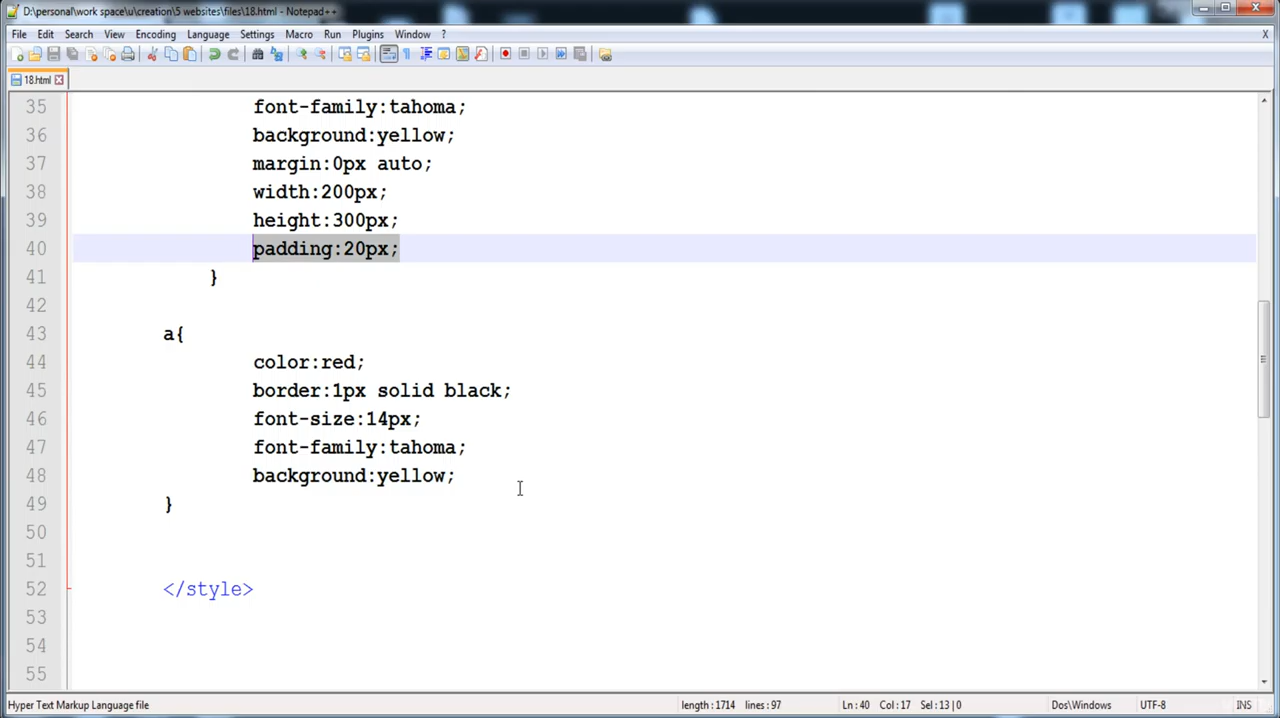 D:\personal\work space\u\creation\5 websites\files\18.html - Notepad++
File Edit Search View Encoding Language Settings Macro Run Plugins Window ? X
18.html
35 font-family:tahoma;
36 background:yellow;
37 margin:0px auto;
38 width:200px;
39 height:300px;
40 padding:20px;
41 }
42
43 a{
44 color:red;
45 border:1px solid black;
46 font-size:14px;
47 font-family:tahoma;
48 background:yellow;
49 }
50
51
52 </style>
53
54
55
Hyper Text Markup Language file length : 1714 lines : 97 Ln : 40 Col : 17 Sel : 13 | 0 Dos\Windows UTF-8 INS